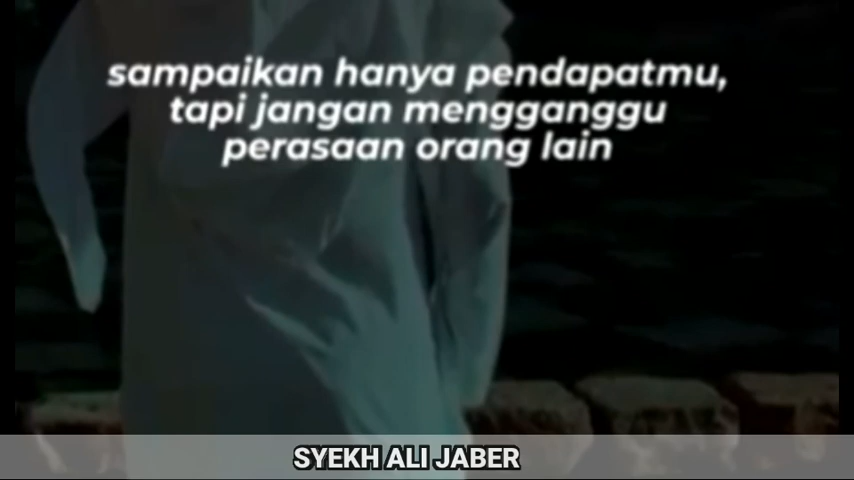 sampaikan hanya pendapatmu,
tapi jangan mengganggu
perasaan orang lain
SYEKH ALI JABER